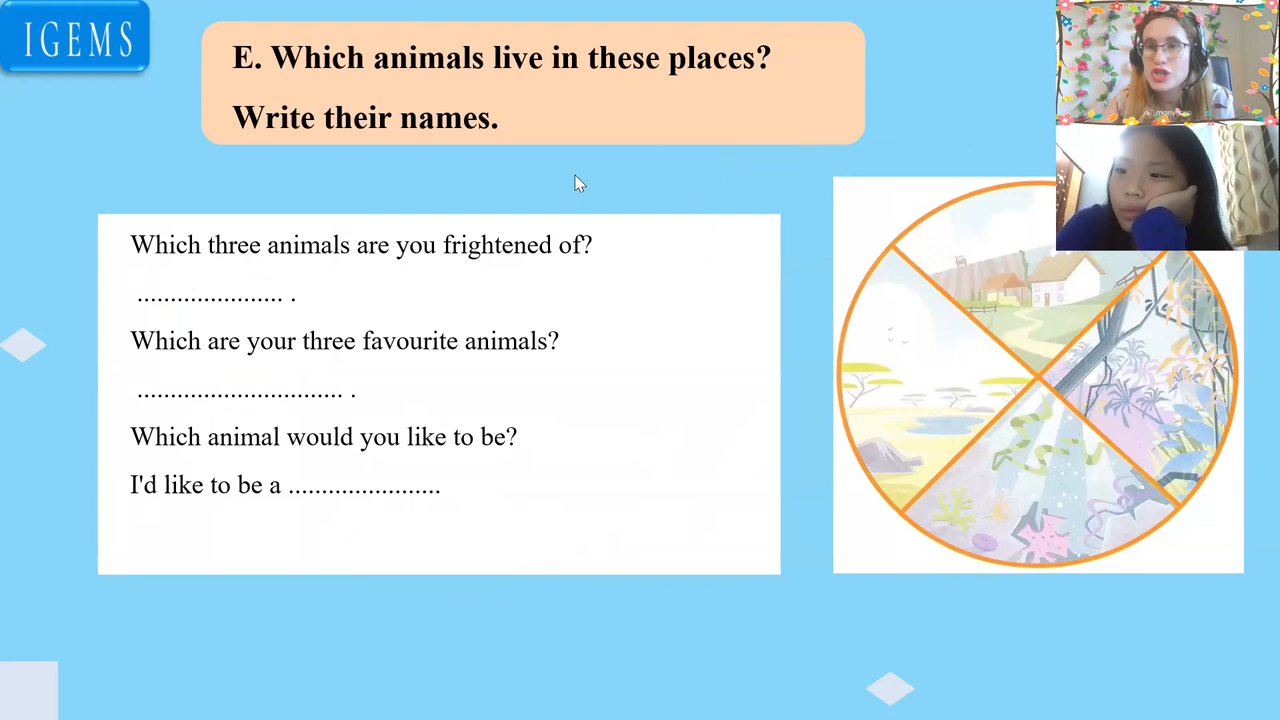 IGEMS
E. Which animals live in these places?
Write their names.
Which three animals are you frightened of?
...................... .
Which are your three favourite animals?
............................... .
Which animal would you like to be?
I'd like to be a .......................